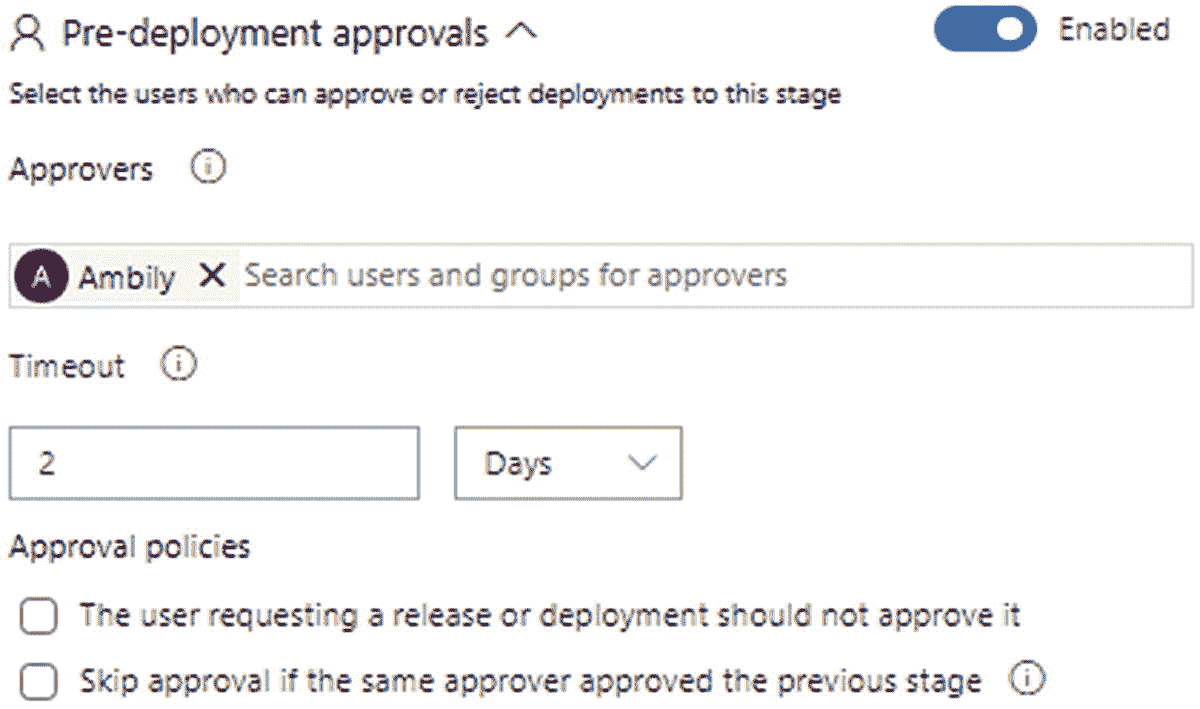 Pre-deployment approvals
Enabled
Select the users who can approve or reject deployments to this stage
Approvers
A Ambily Search users and groups for approvers
Timeout
2 Days
Approval policies
The user requesting a release or deployment should not approve it
Skip approval if the same approver approved the previous stage